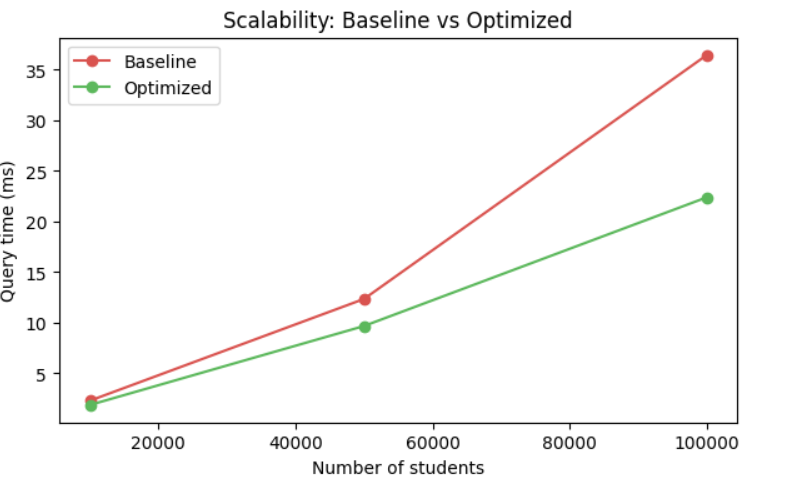 Scalability: Baseline vs Optimized
Baseline
Optimized
35
30
25
20
15
10
5
Query time (ms)
20000 40000 60000 80000 100000
Number of students